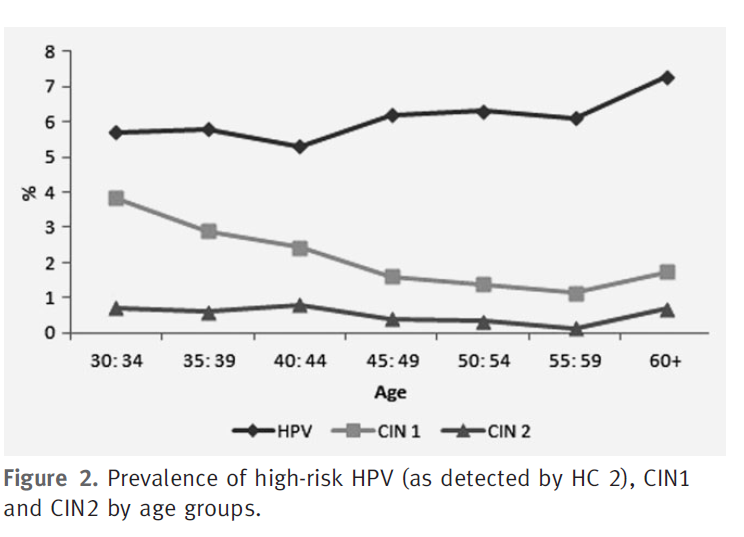 8
7
6
5
4
3
2
1
0
%
30:34 35:39 40:44 45:49 50:54 55:59 60+
Age
HPV CIN 1 CIN 2
Figure 2. Prevalence of high-risk HPV (as detected by HC 2), CIN1
and CIN2 by age groups.